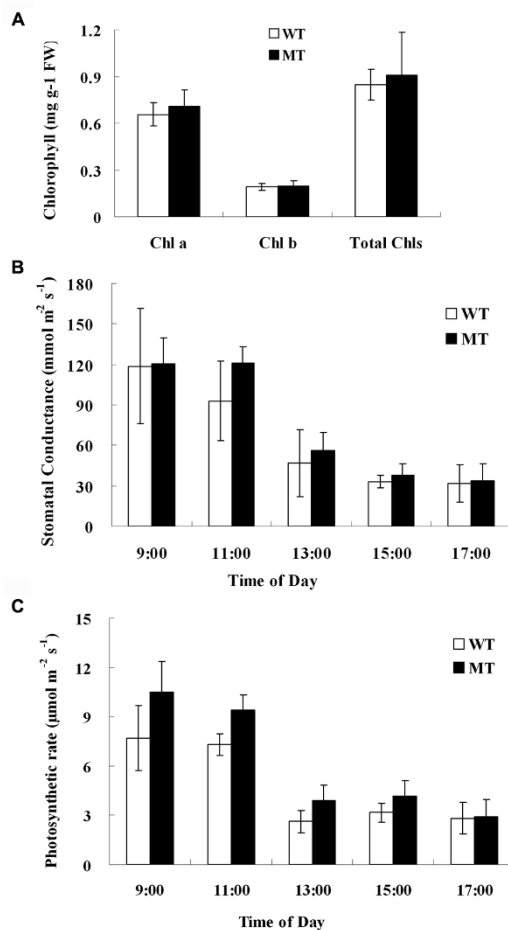 A
Chlorophyll (mg g-1 FW)
1.2
0.9
0.6
0.3
0
WT
MT
Chl a Chl b Total Chls
B
Stomatal Conductance (mmol m⁻² s⁻¹)
180
150
120
90
60
30
0
WT
MT
9:00 11:00 13:00 15:00 17:00
Time of Day
C
Photosynthetic rate (µmol m⁻² s⁻¹)
15
12
9
6
3
0
WT
MT
9:00 11:00 13:00 15:00 17:00
Time of Day